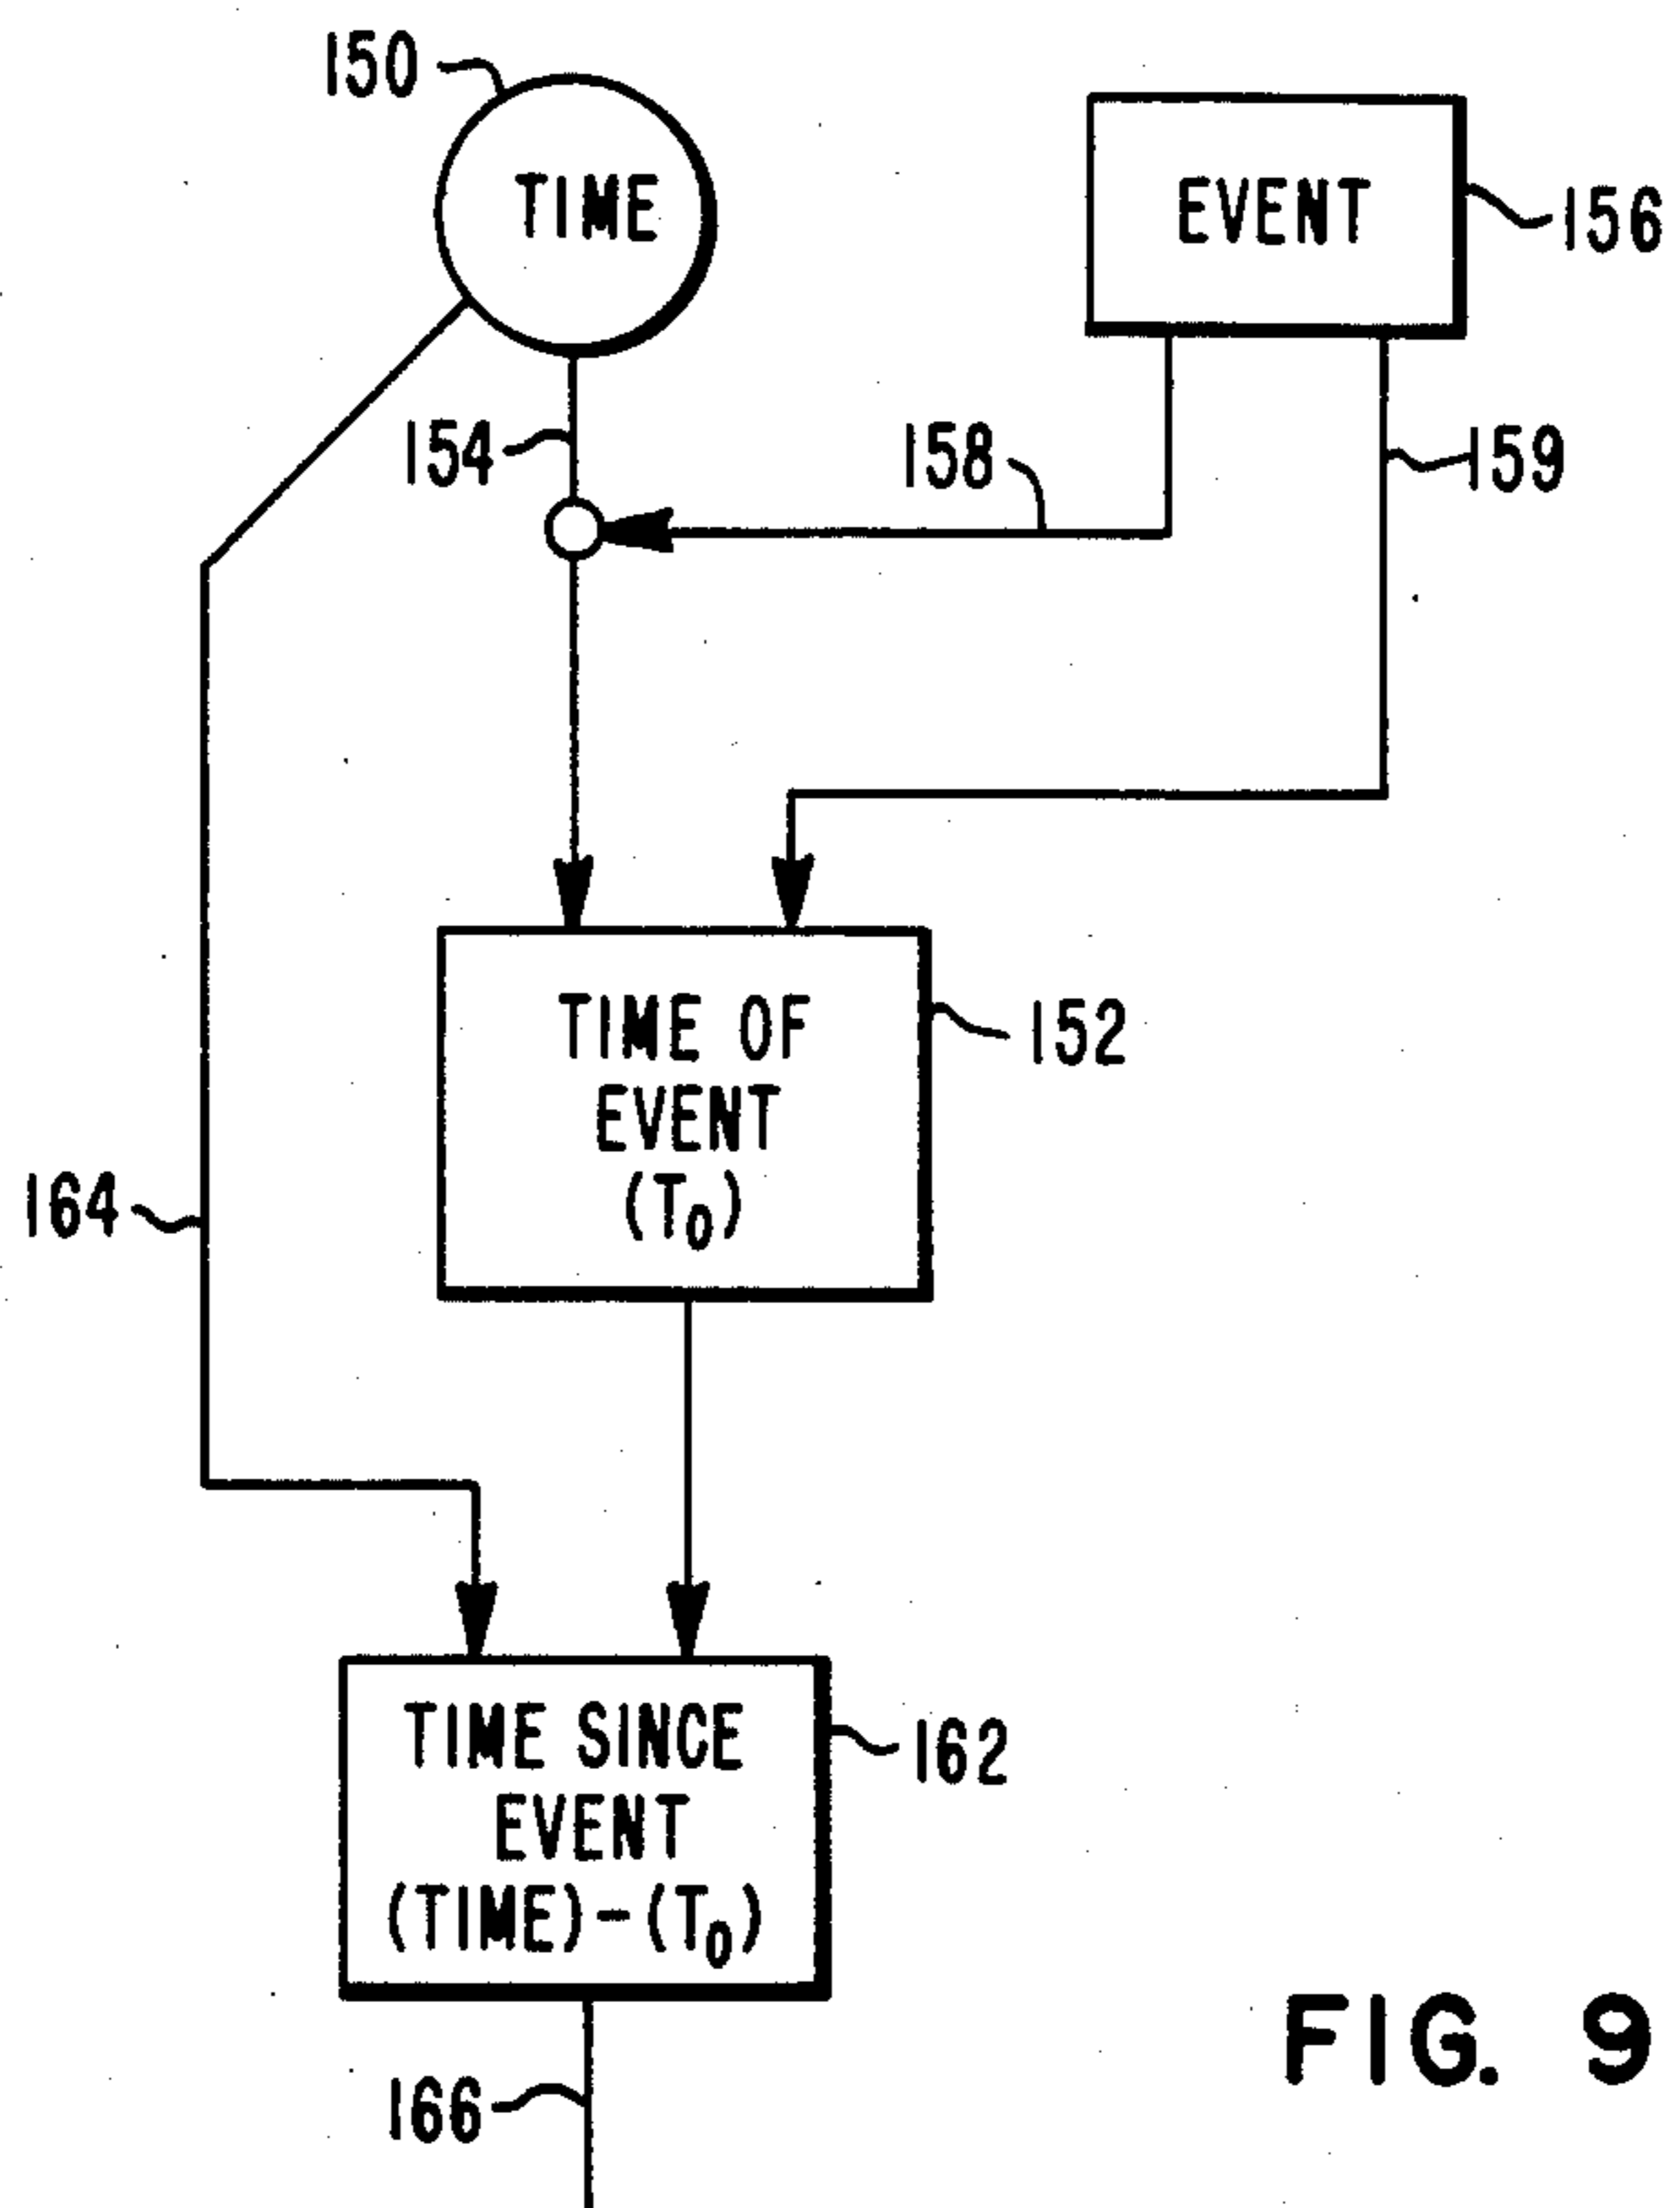 150
TIME
EVENT
156
154
158
159
TIME OF
EVENT
(T0)
152
164
TIME SINCE
EVENT
(TIME)-(T0)
162
FIG. 9
166